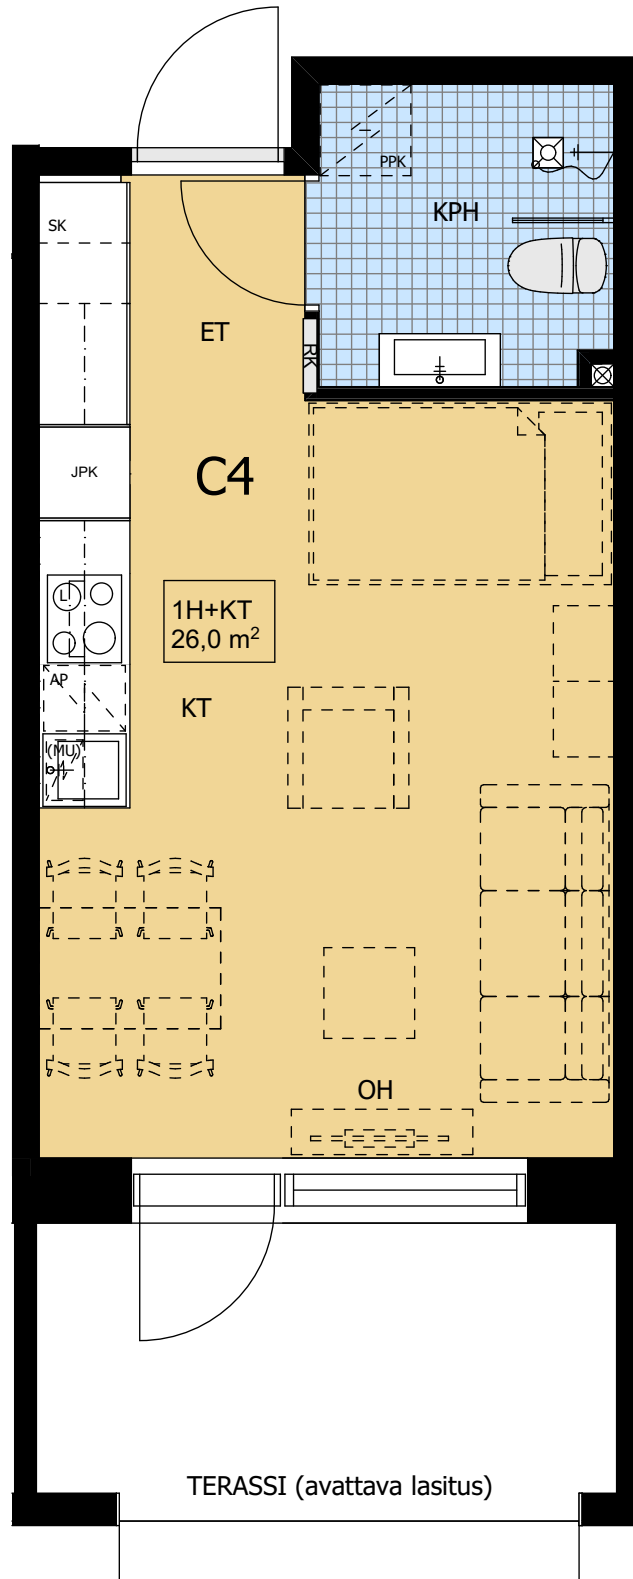 PPK
KPH
SK
ET
RK
C4
JPK
L
1H+KT
26,0 m²
AP
KT
(MU)
OH
TERASSI (avattava lasitus)